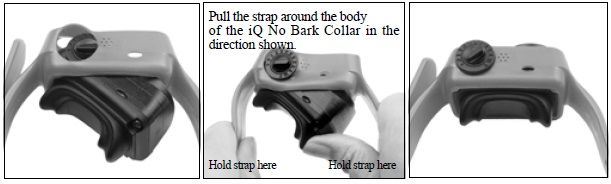 Pull the strap around the body
of the iQ No Bark Collar in the
direction shown.
Hold strap here
Hold strap here